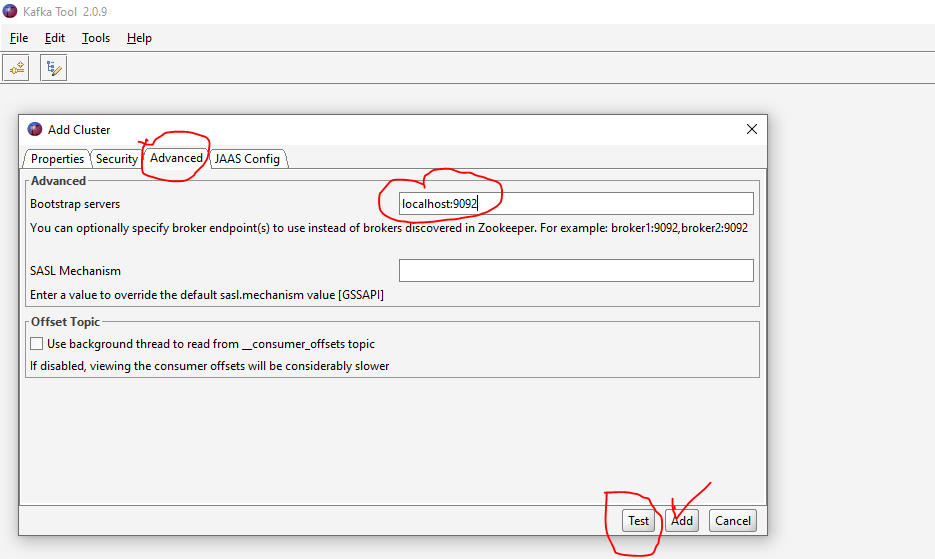 Kafka Tool 2.0.9
File Edit Tools Help
Add Cluster
Properties Security Advanced JAAS Config
Advanced
Bootstrap servers localhost:9092
You can optionally specify broker endpoint(s) to use instead of brokers discovered in Zookeeper. For example: broker1:9092,broker2:9092
SASL Mechanism
Enter a value to override the default sasl.mechanism value [GSSAPI]
Offset Topic
Use background thread to read from __consumer_offsets topic
If disabled, viewing the consumer offsets will be considerably slower
Test Add Cancel